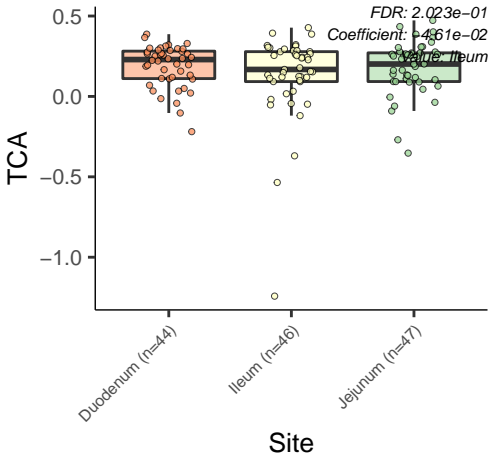 FDR: 2.023e−01
Coefficient: −4.61e−02
Value: Ileum
0.5
0.0
−0.5
−1.0
TCA
Duodenum (n=44)
Ileum (n=46)
Jejunum (n=47)
Site